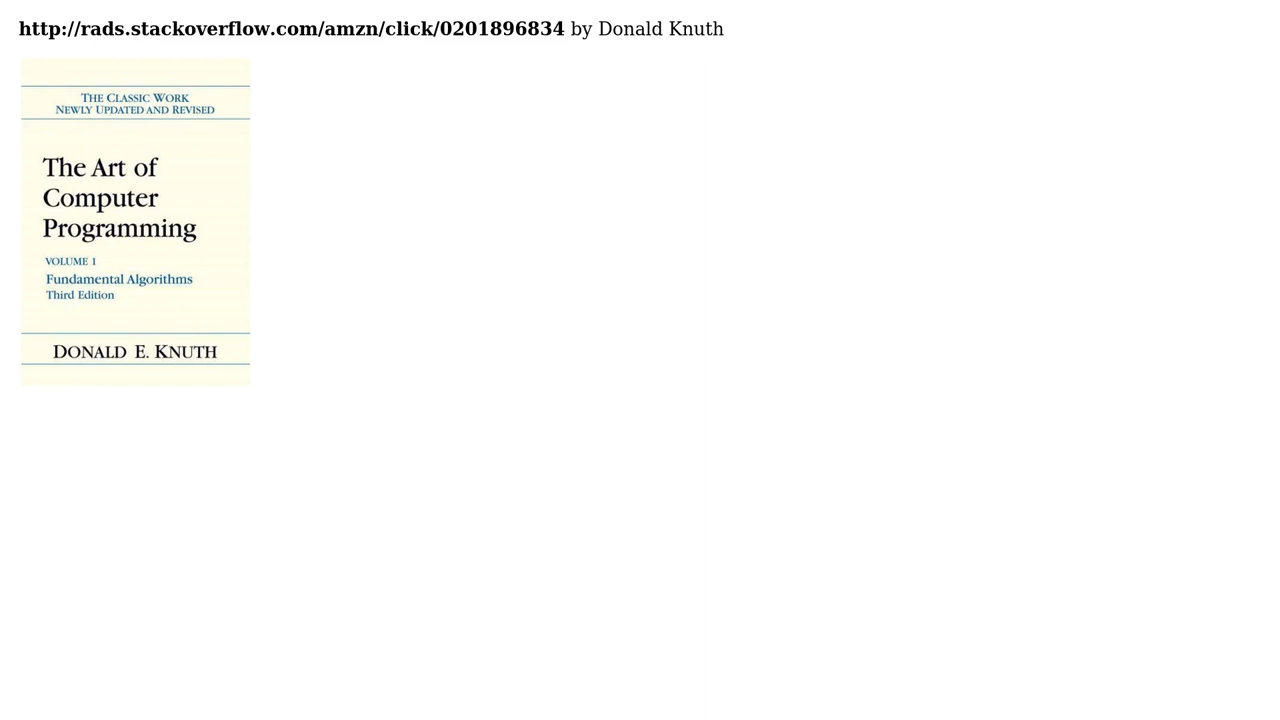 http://rads.stackoverflow.com/amzn/click/0201896834 by Donald Knuth
THE CLASSIC WORK
NEWLY UPDATED AND REVISED
The Art of
Computer
Programming
VOLUME 1
Fundamental Algorithms
Third Edition
DONALD E. KNUTH